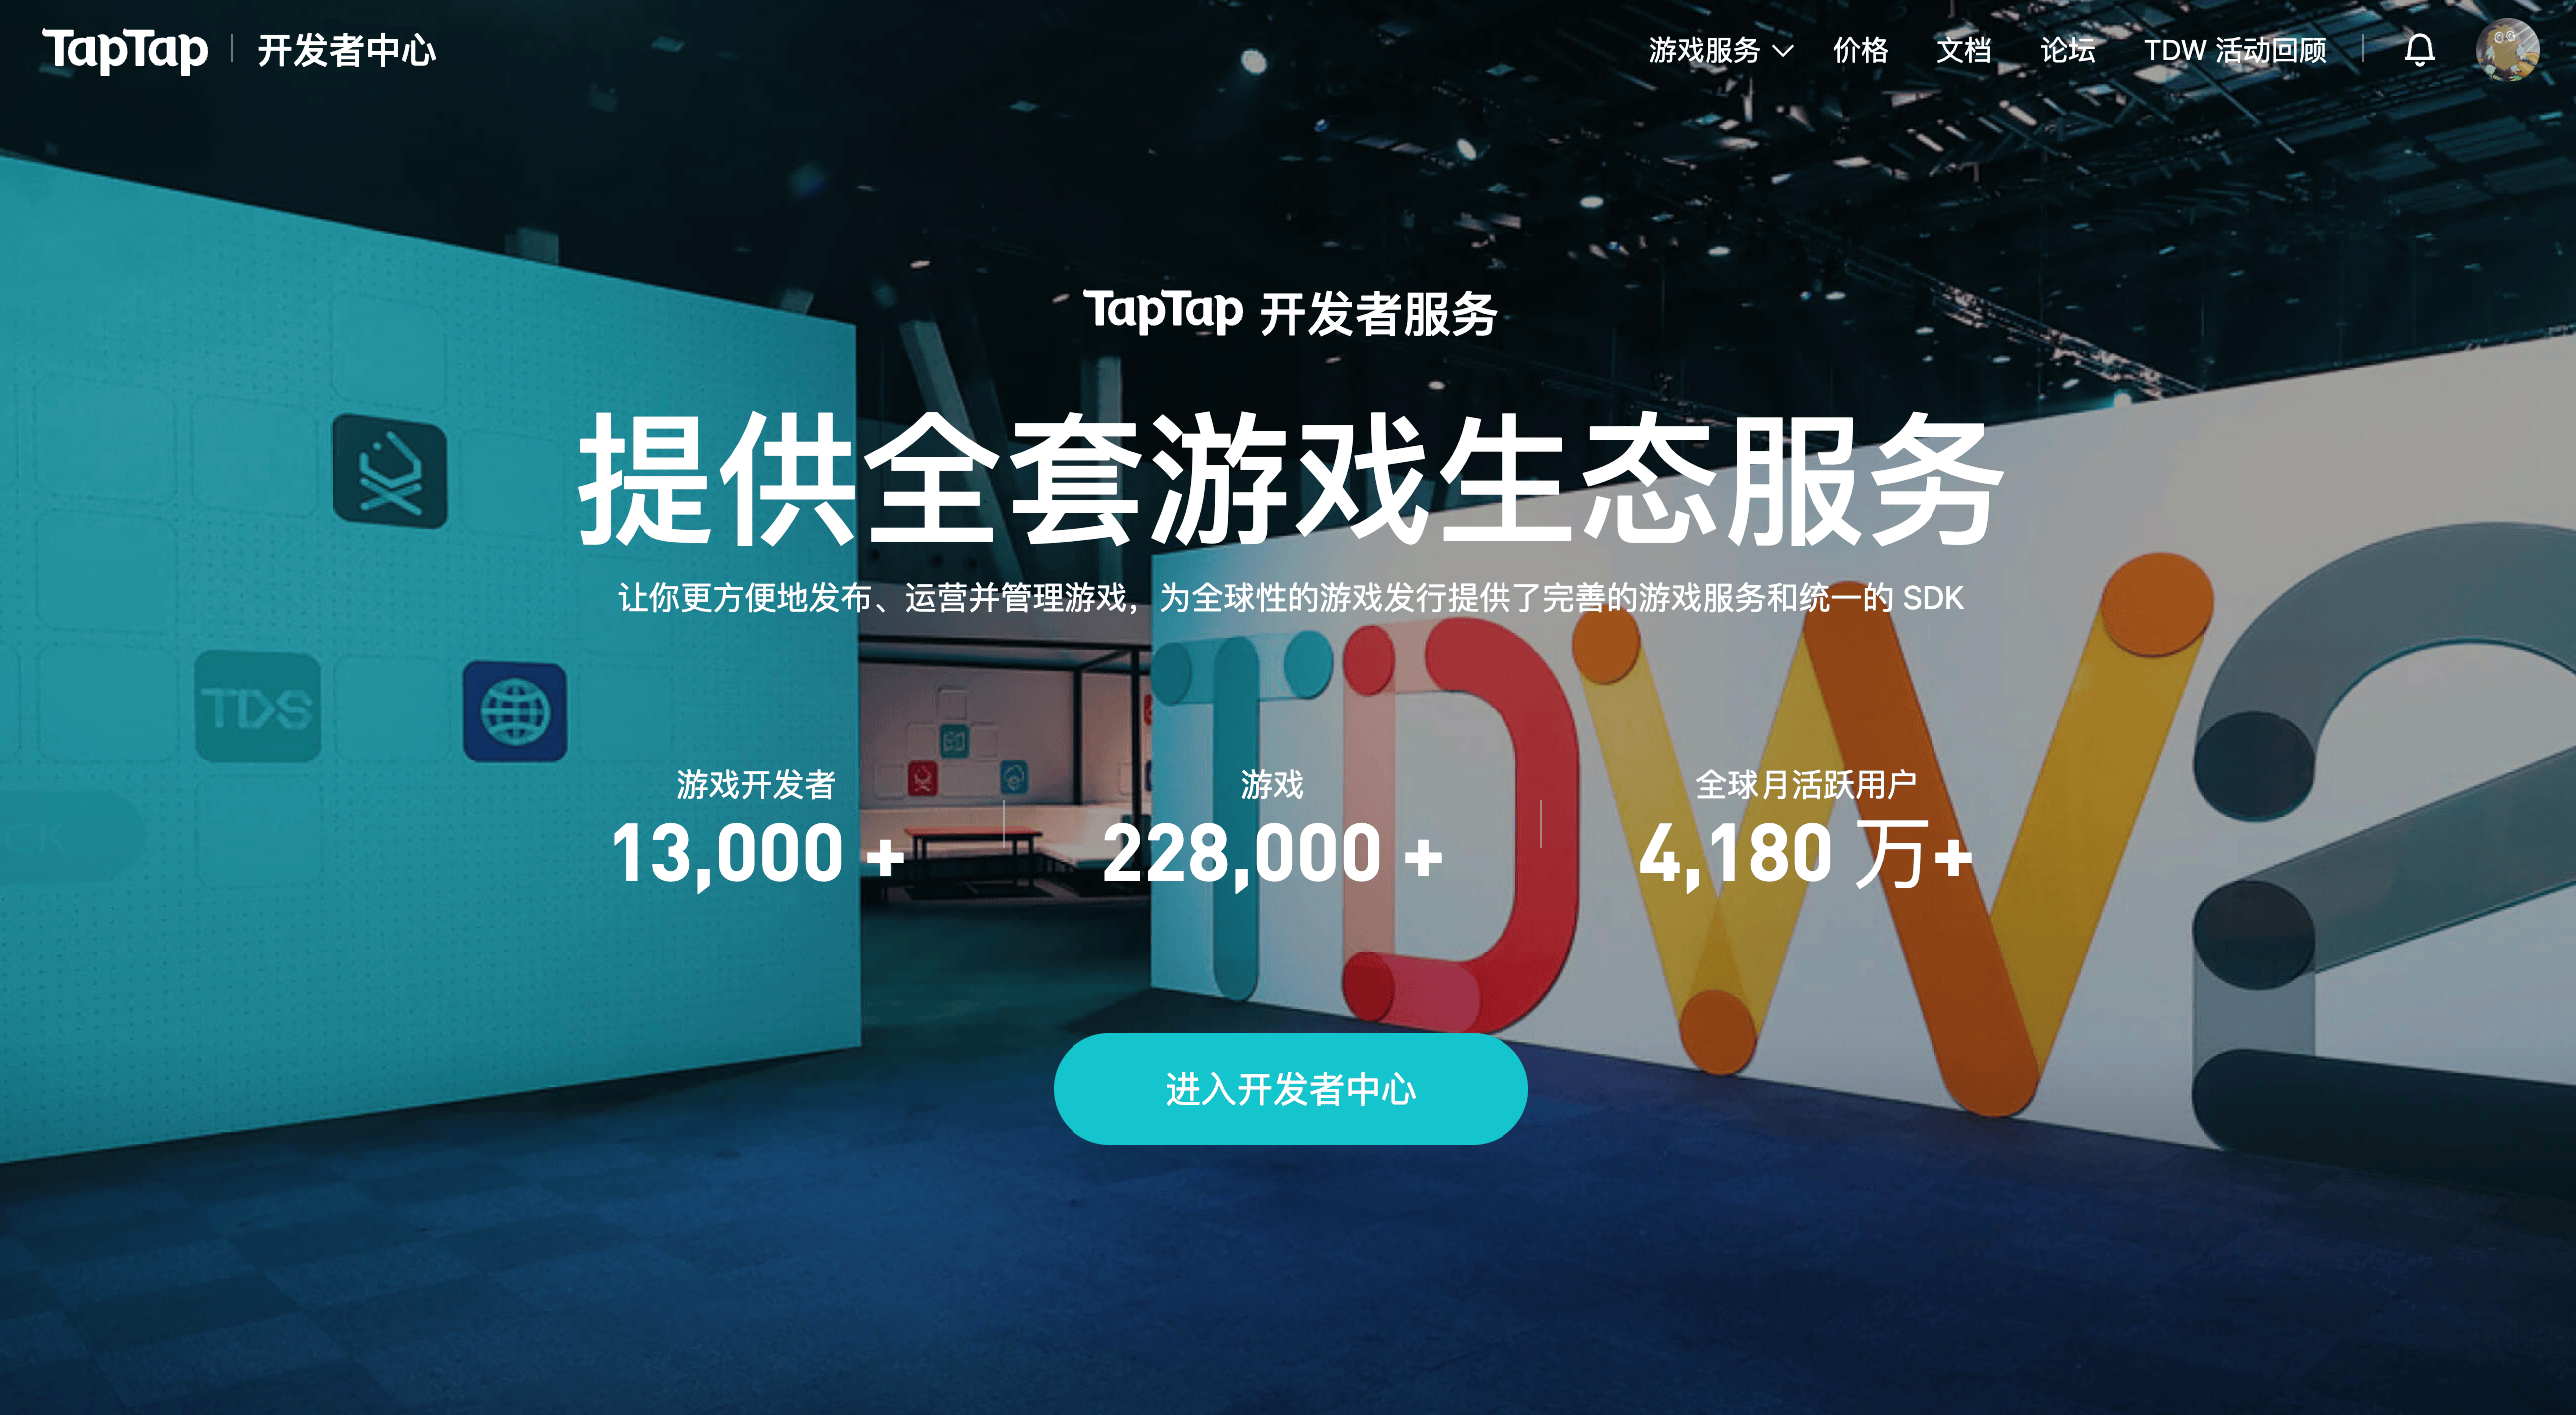 TapTap | 开发者中心
游戏服务 价格 文档 论坛 TDW 活动回顾
TapTap 开发者服务
提供全套游戏生态服务
让你更方便地发布、运营并管理游戏，为全球性的游戏发行提供了完善的游戏服务和统一的 SDK
TDS
TDW2
游戏开发者 游戏 全球月活跃用户
13,000 + 228,000 + 4,180 万+
进入开发者中心